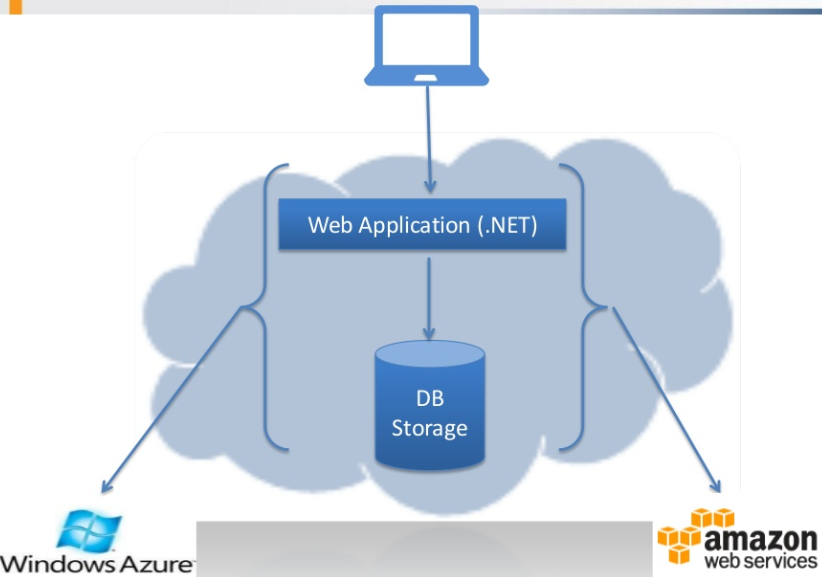 Web Application (.NET)
DB
Storage
Windows Azure
amazon
web services